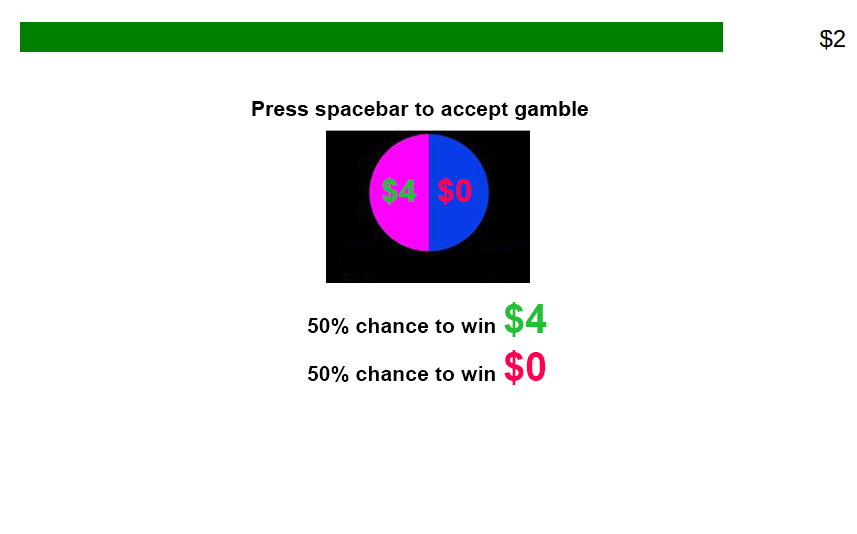 $2
Press spacebar to accept gamble
$4 $0
50% chance to win $4
50% chance to win $0